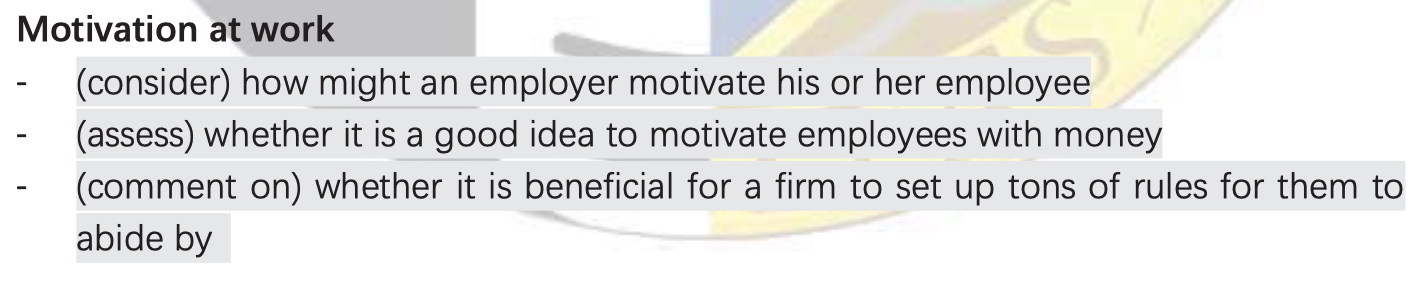 Motivation at work
- (consider) how might an employer motivate his or her employee
- (assess) whether it is a good idea to motivate employees with money
- (comment on) whether it is beneficial for a firm to set up tons of rules for them to
abide by